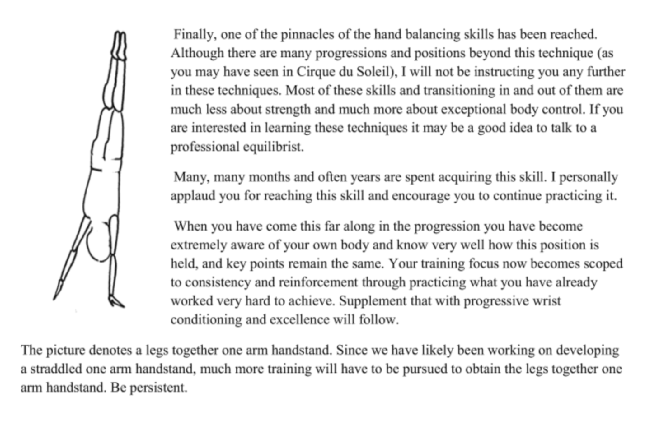 Finally, one of the pinnacles of the hand balancing skills has been reached.
Although there are many progressions and positions beyond this technique (as
you may have seen in Cirque du Soleil), I will not be instructing you any further
in these techniques. Most of these skills and transitioning in and out of them are
much less about strength and much more about exceptional body control. If you
are interested in learning these techniques it may be a good idea to talk to a
professional equilibrist.
Many, many months and often years are spent acquiring this skill. I personally
applaud you for reaching this skill and encourage you to continue practicing it.
When you have come this far along in the progression you have become
extremely aware of your own body and know very well how this position is
held, and key points remain the same. Your training focus now becomes scoped
to consistency and reinforcement through practicing what you have already
worked very hard to achieve. Supplement that with progressive wrist
conditioning and excellence will follow.
The picture denotes a legs together one arm handstand. Since we have likely been working on developing
a straddled one arm handstand, much more training will have to be pursued to obtain the legs together one
arm handstand. Be persistent.